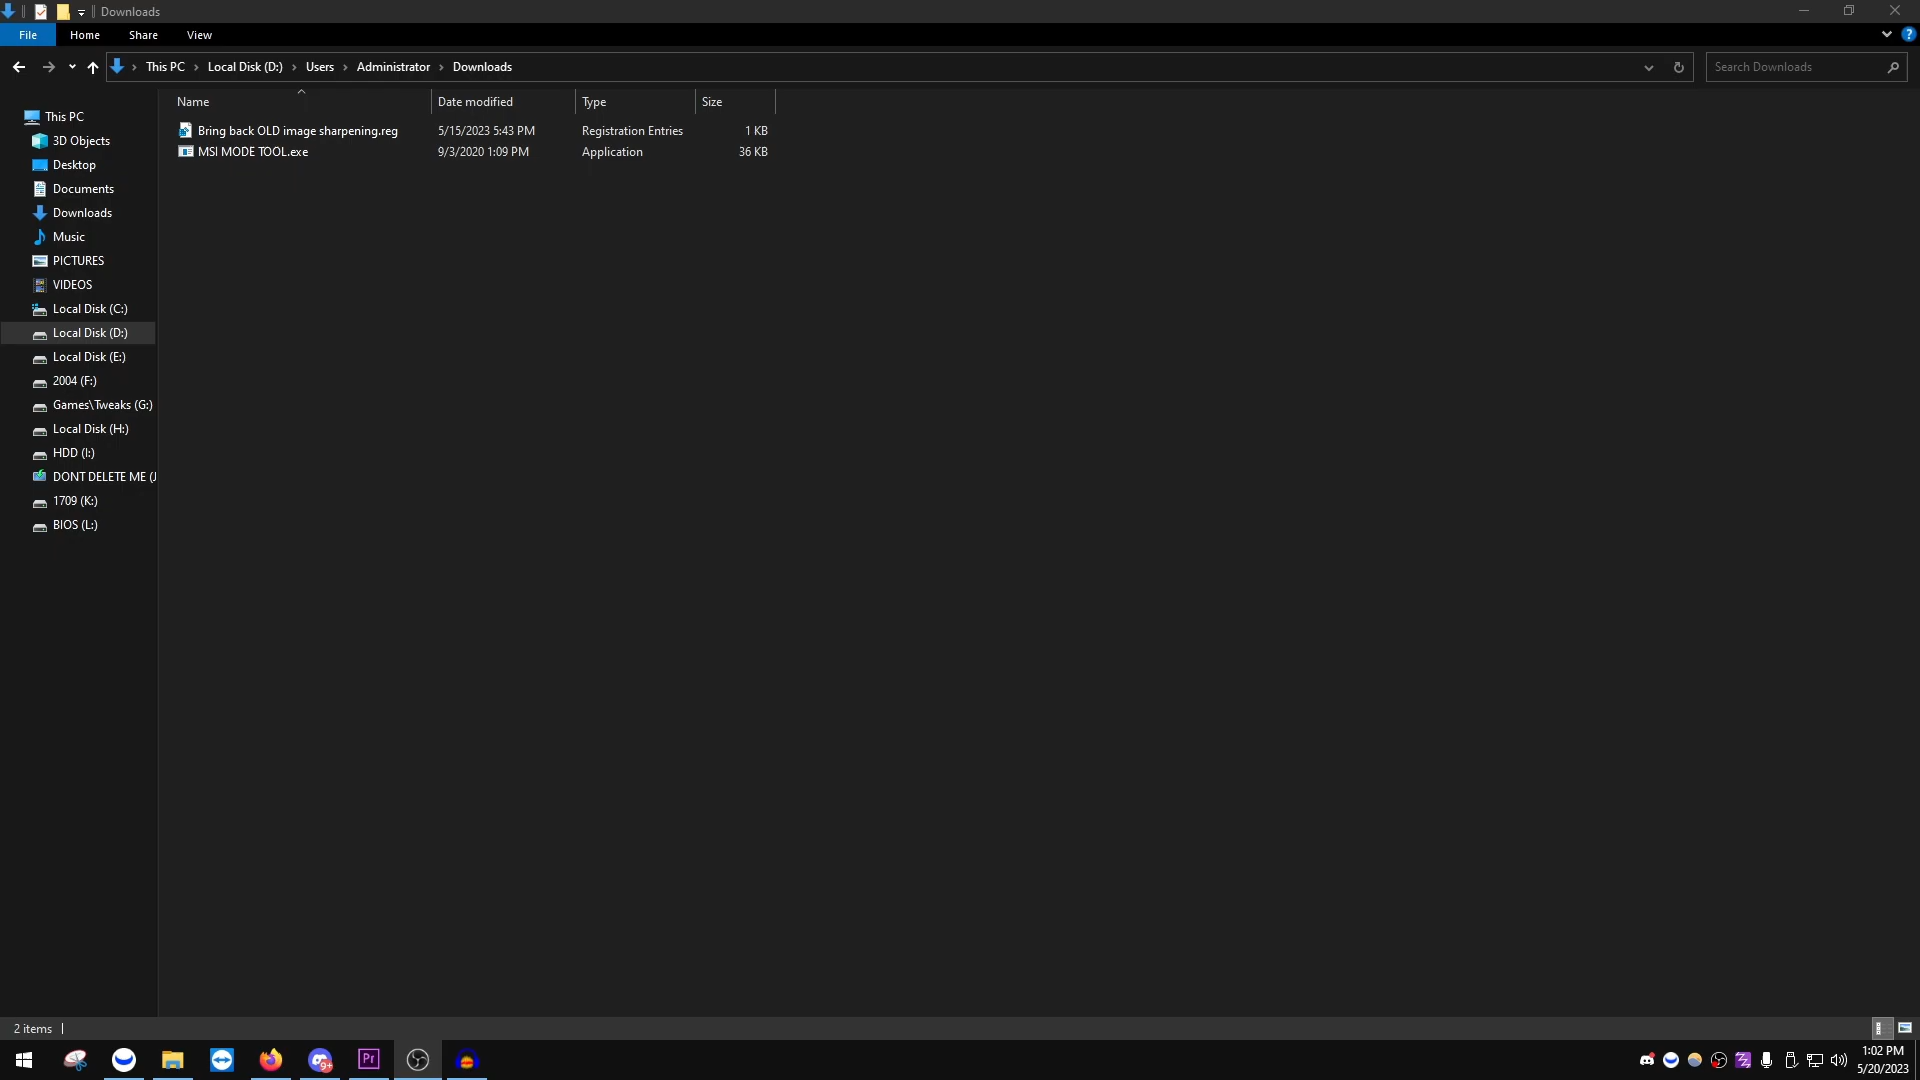 Downloads
File Home Share View
This PC Local Disk (D:) Users Administrator Downloads Search Downloads
Name Date modified Type Size
Bring back OLD image sharpening.reg 5/15/2023 5:43 PM Registration Entries 1 KB
MSI MODE TOOL.exe 9/3/2020 1:09 PM Application 36 KB
This PC
3D Objects
Desktop
Documents
Downloads
Music
PICTURES
VIDEOS
Local Disk (C:)
Local Disk (D:)
Local Disk (E:)
2004 (F:)
Games\Tweaks (G:)
Local Disk (H:)
HDD (I:)
DONT DELETE ME (J
1709 (K:)
BIOS (L:)
2 items
9+ Pr
1:02 PM
5/20/2023